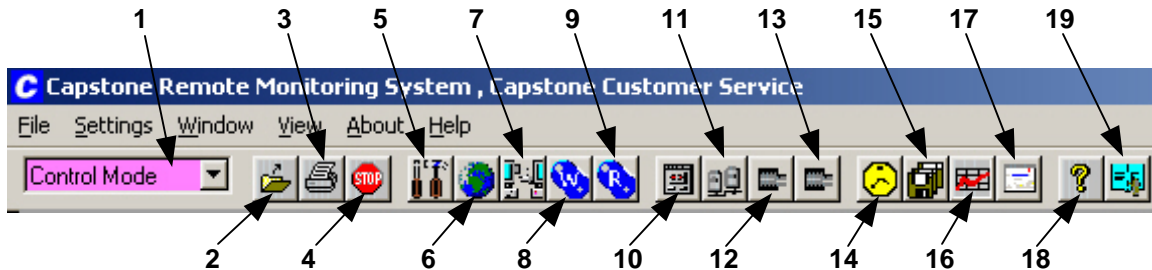 1 3 5 7 9 11 13 15 17 19
C Capstone Remote Monitoring System , Capstone Customer Service
File Settings Window View About Help
Control Mode STOP W R ?
2 4 6 8 10 12 14 16 18